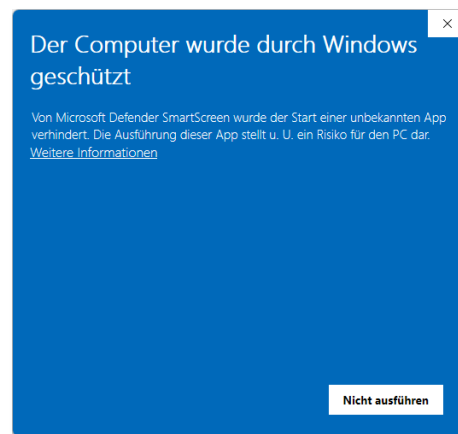 Der Computer wurde durch Windows
geschützt
Von Microsoft Defender SmartScreen wurde der Start einer unbekannten App
verhindert. Die Ausführung dieser App stellt u. U. ein Risiko für den PC dar.
Weitere Informationen
Nicht ausführen